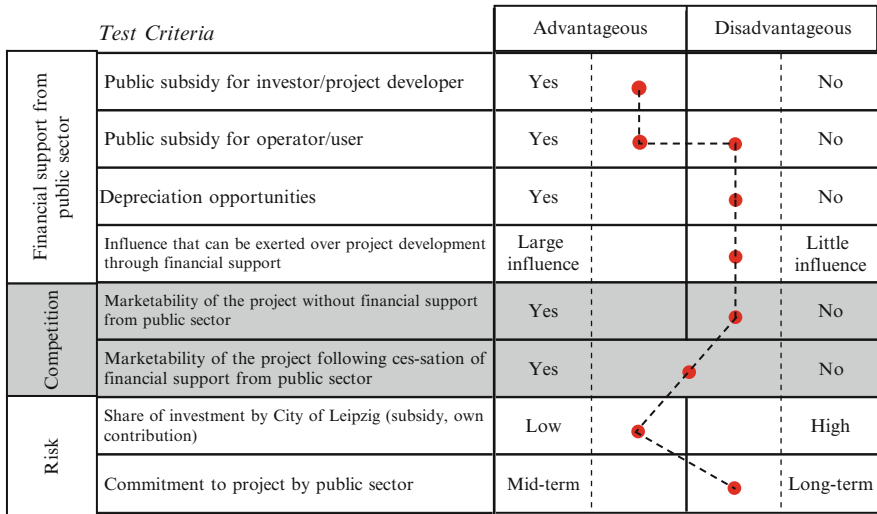 Test Criteria
Advantageous
Disadvantageous
Financial support from
public sector
Public subsidy for investor/project developer
Yes
No
Public subsidy for operator/user
Yes
No
Depreciation opportunities
Yes
No
Influence that can be exerted over project development
through financial support
Large
influence
Little
influence
Competition
Marketability of the project without financial support
from public sector
Yes
No
Marketability of the project following ces-sation of
financial support from public sector
Yes
No
Risk
Share of investment by City of Leipzig (subsidy, own
contribution)
Low
High
Commitment to project by public sector
Mid-term
Long-term